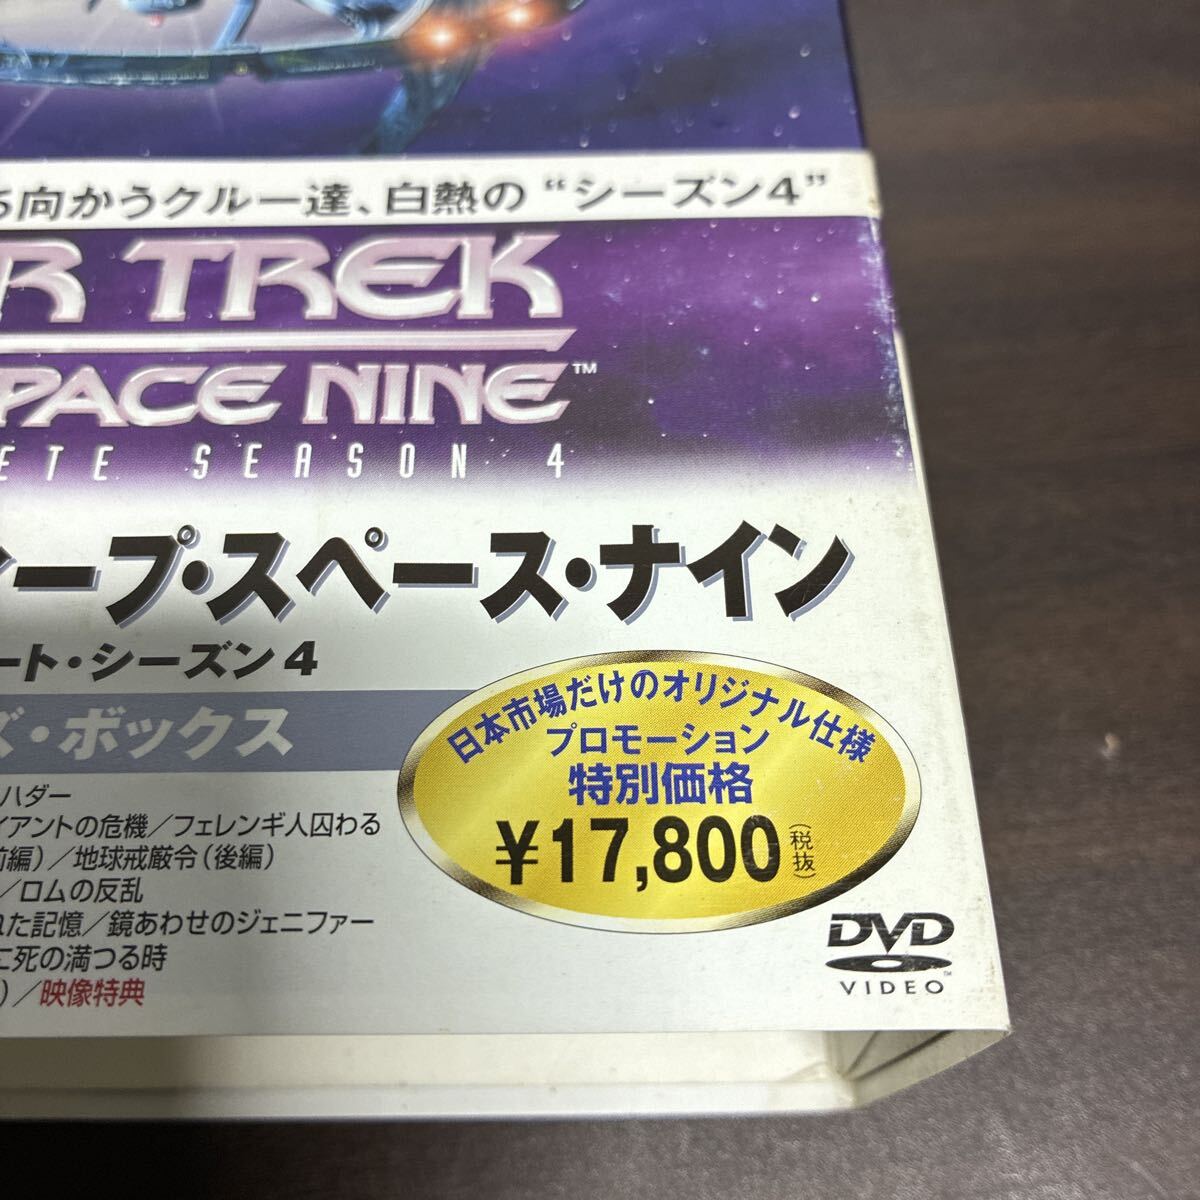 向かうクルー達、白熱の “シーズン4”
R TREK
PACE NINE™
ETE SEASON 4
ープ・スペース・ナイン
ート・シーズン4
ズ・ボックス
ハダー
イアントの危機／フェレンギ人囚わる
前編）／地球戒厳令（後編）
／ロムの反乱
れた記憶／鏡あわせのジェニファー
に死の満つる時
）／映像特典
日本市場だけのオリジナル仕様
プロモーション
特別価格
¥17,800（税抜）
DVD
VIDEO™